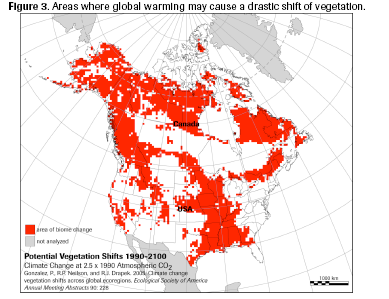 Figure 3. Areas where global warming may cause a drastic shift of vegetation.
Canada
USA
area of biome change
not analyzed
Potential Vegetation Shifts 1990-2100
Climate Change at 2.5 x 1990 Atmospheric CO2
Gonzalez, P., R.P. Neilson, and R.J. Drapek. 2005. Climate change
vegetation shifts across global ecoregions. Ecological Society of America
Annual Meeting Abstracts 90: 228
1000 km